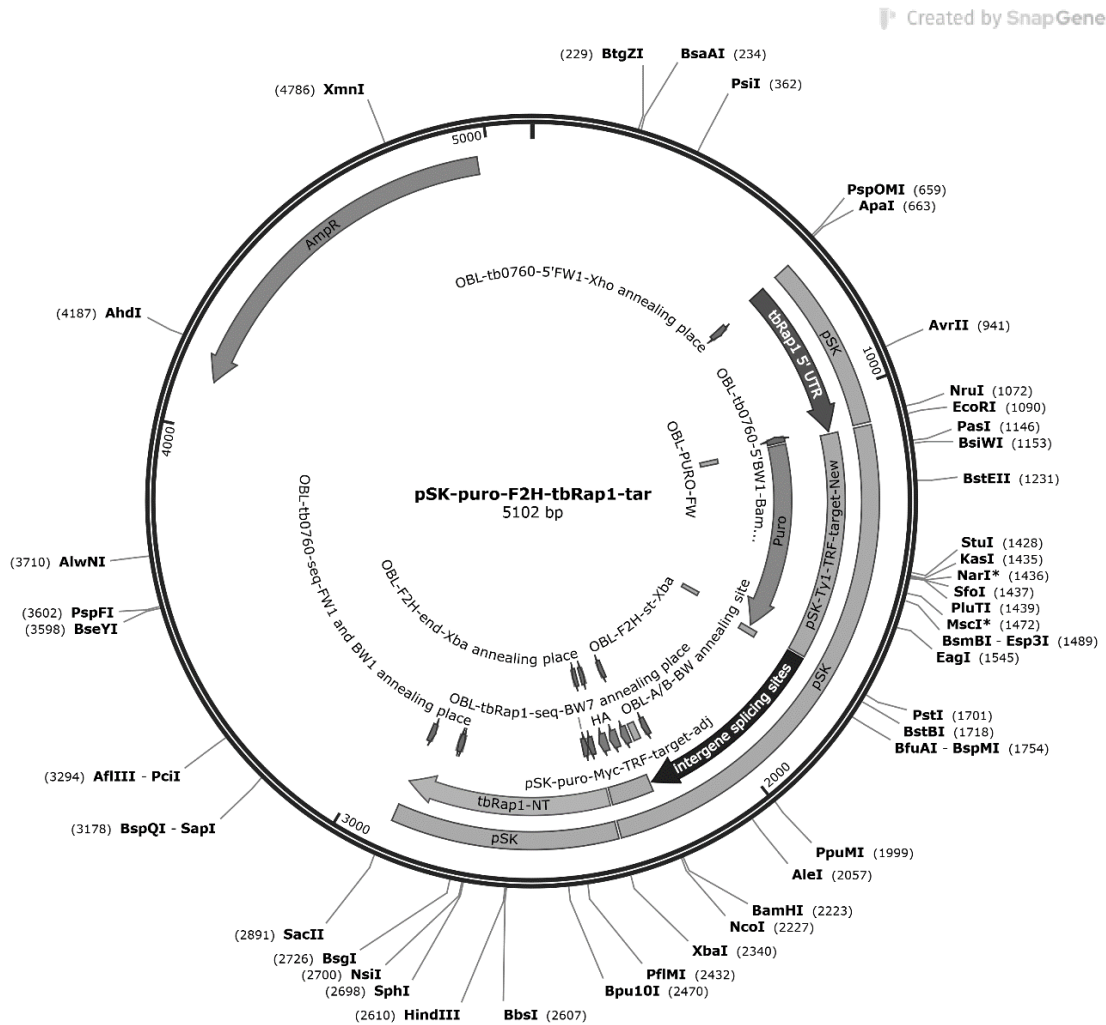 Created by SnapGene
(229) BtgZI
BsaAI (234)
PsiI (362)
(4786) XmnI
5000
PspOMI (659)
ApaI (663)
AmpR
OBL-tb0760-5'FW1-Xho annealing place
pSK
tbRap1 5' UTR
(4187) AhdI
AvrII (941)
1000
NruI (1072)
EcoRI (1090)
PasI (1146)
BsiWI (1153)
BstEII (1231)
4000
OBL-tb0760-5'BW1-Bam....
OBL-PURO-FW
Puro
pSK-Ty1-TRF-target-New
pSK
pSK-puro-F2H-tbRap1-tar
5102 bp
OBL-tb0760-seq-FW1 and BW1 annealing place
OBL-F2H-end-Xba annealing place
OBL-F2H-st-Xba
OBL-tbRap1-seq-BW7 annealing place
HA
OBL-A/B-BW annealing site
StuI (1428)
KasI (1435)
NarI* (1436)
SfoI (1437)
PluTI (1439)
MscI* (1472)
BsmBI - Esp3I (1489)
EagI (1545)
(3710) AlwNI
(3602) PspFI
(3598) BseYI
PstI (1701)
BstBI (1718)
BfuAI - BspMI (1754)
pSK-puro-Myc-TRF-target-adj
intergene splicing sites
tbRap1-NT
pSK
(3294) AflIII - PciI
(3178) BspQI - SapI
3000
2000
PpuMI (1999)
AleI (2057)
BamHI (2223)
NcoI (2227)
XbaI (2340)
PflMI (2432)
Bpu10I (2470)
(2891) SacII
(2726) BsgI
(2700) NsiI
(2698) SphI
(2610) HindIII
BbsI (2607)